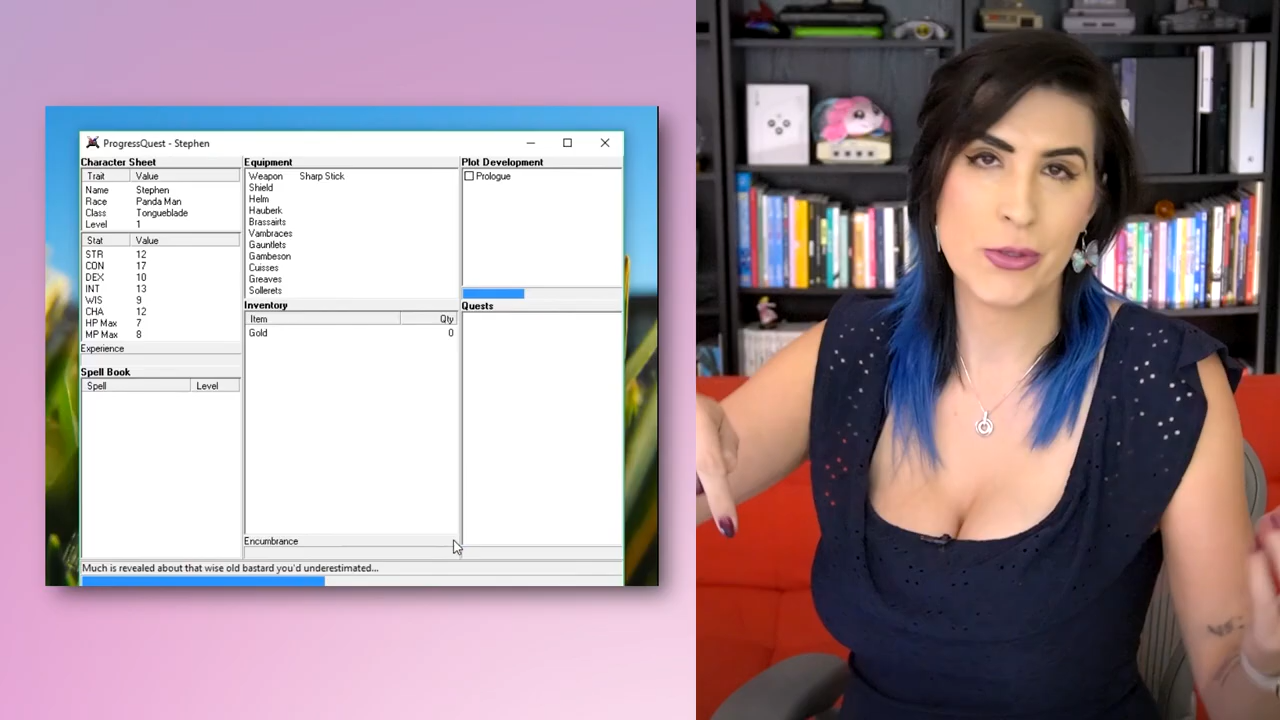 ProgressQuest - Stephen
Character Sheet
Trait Value
Name Stephen
Race Panda Man
Class Tongueblade
Level 1
Stat Value
STR 12
CON 17
DEX 10
INT 13
WIS 9
CHA 12
HP Max 7
MP Max 8
Experience
Spell Book
Spell Level
Equipment
Weapon Sharp Stick
Shield
Helm
Hauberk
Brassairts
Vambraces
Gauntlets
Gambeson
Cuisses
Greaves
Sollerets
Inventory
Item Qty
Gold 0
Encumbrance
Plot Development
Prologue
Quests
Much is revealed about that wise old bastard you'd underestimated...